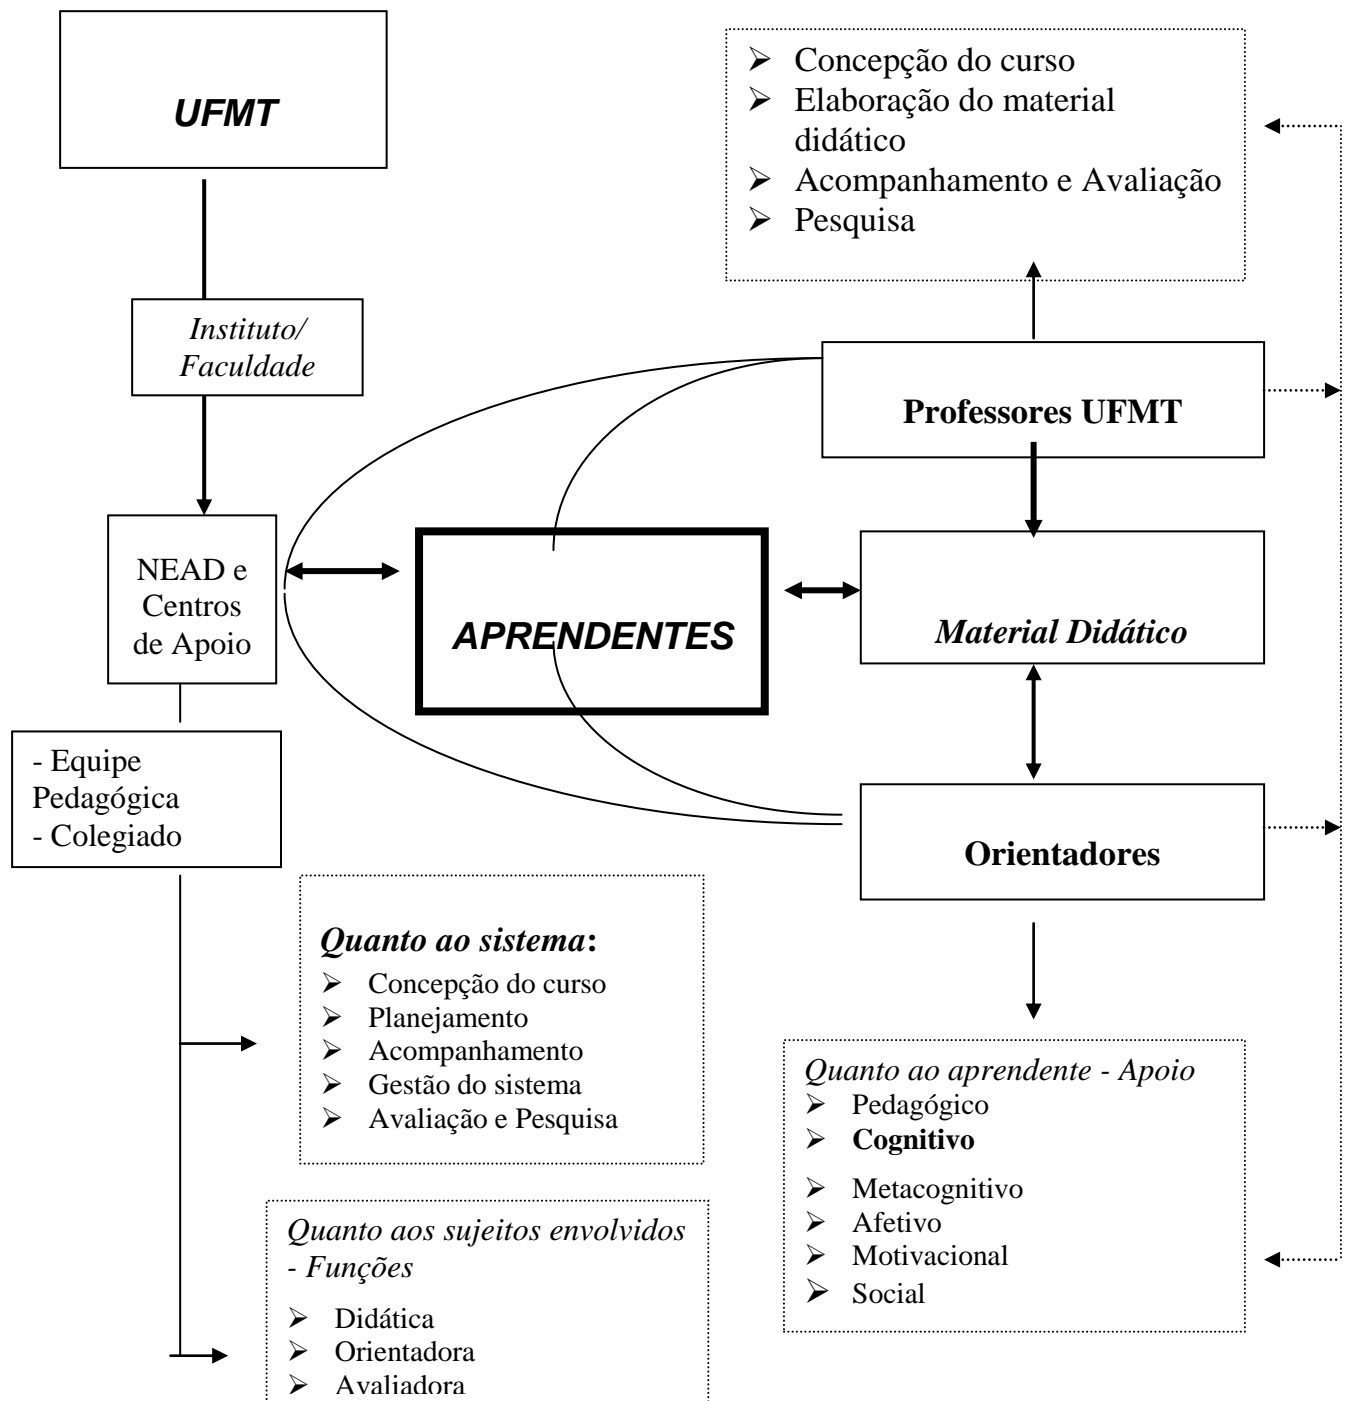 UFMT
Instituto/
Faculdade
NEAD e
Centros
de Apoio
- Equipe
Pedagógica
- Colegiado
Quanto ao sistema:
➢ Concepção do curso
➢ Planejamento
➢ Acompanhamento
➢ Gestão do sistema
➢ Avaliação e Pesquisa
Quanto aos sujeitos envolvidos
- Funções
➢ Didática
➢ Orientadora
➢ Avaliadora
APRENDENTES
➢ Concepção do curso
➢ Elaboração do material
didático
➢ Acompanhamento e Avaliação
➢ Pesquisa
Professores UFMT
Material Didático
Orientadores
Quanto ao aprendente - Apoio
➢ Pedagógico
➢ Cognitivo
➢ Metacognitivo
➢ Afetivo
➢ Motivacional
➢ Social